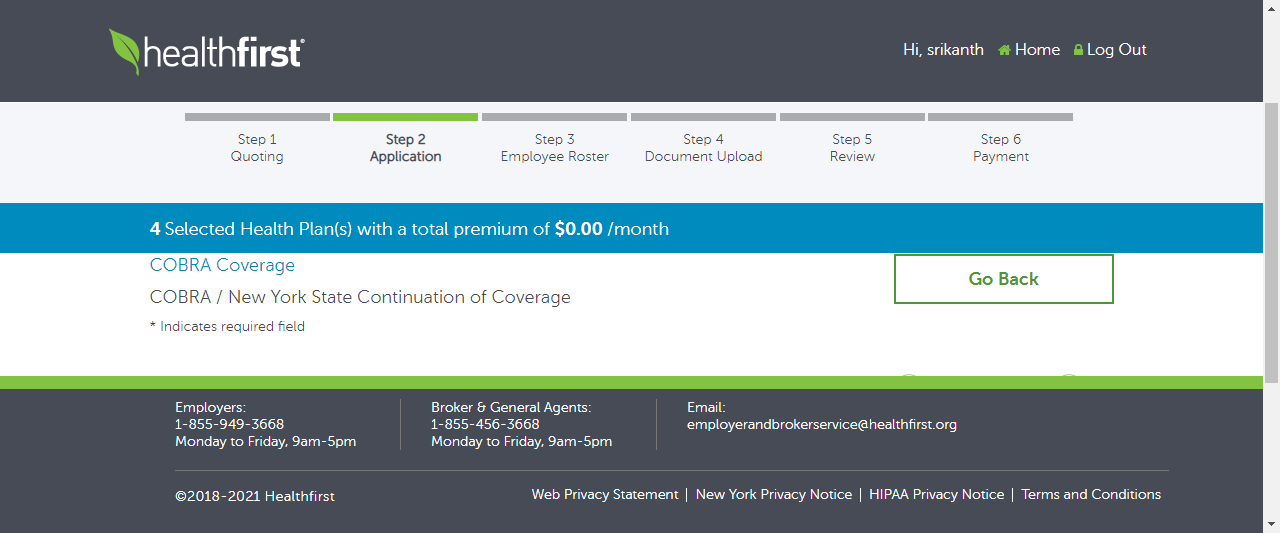 healthfirst®
Hi, srikanth Home Log Out
Step 1
Quoting
Step 2
Application
Step 3
Employee Roster
Step 4
Document Upload
Step 5
Review
Step 6
Payment
4 Selected Health Plan(s) with a total premium of $0.00 /month
COBRA Coverage
Go Back
COBRA / New York State Continuation of Coverage
* Indicates required field
Employers:
1-855-949-3668
Monday to Friday, 9am-5pm
Broker & General Agents:
1-855-456-3668
Monday to Friday, 9am-5pm
Email:
employerandbrokerservice@healthfirst.org
©2018-2021 Healthfirst
Web Privacy Statement | New York Privacy Notice | HIPAA Privacy Notice | Terms and Conditions